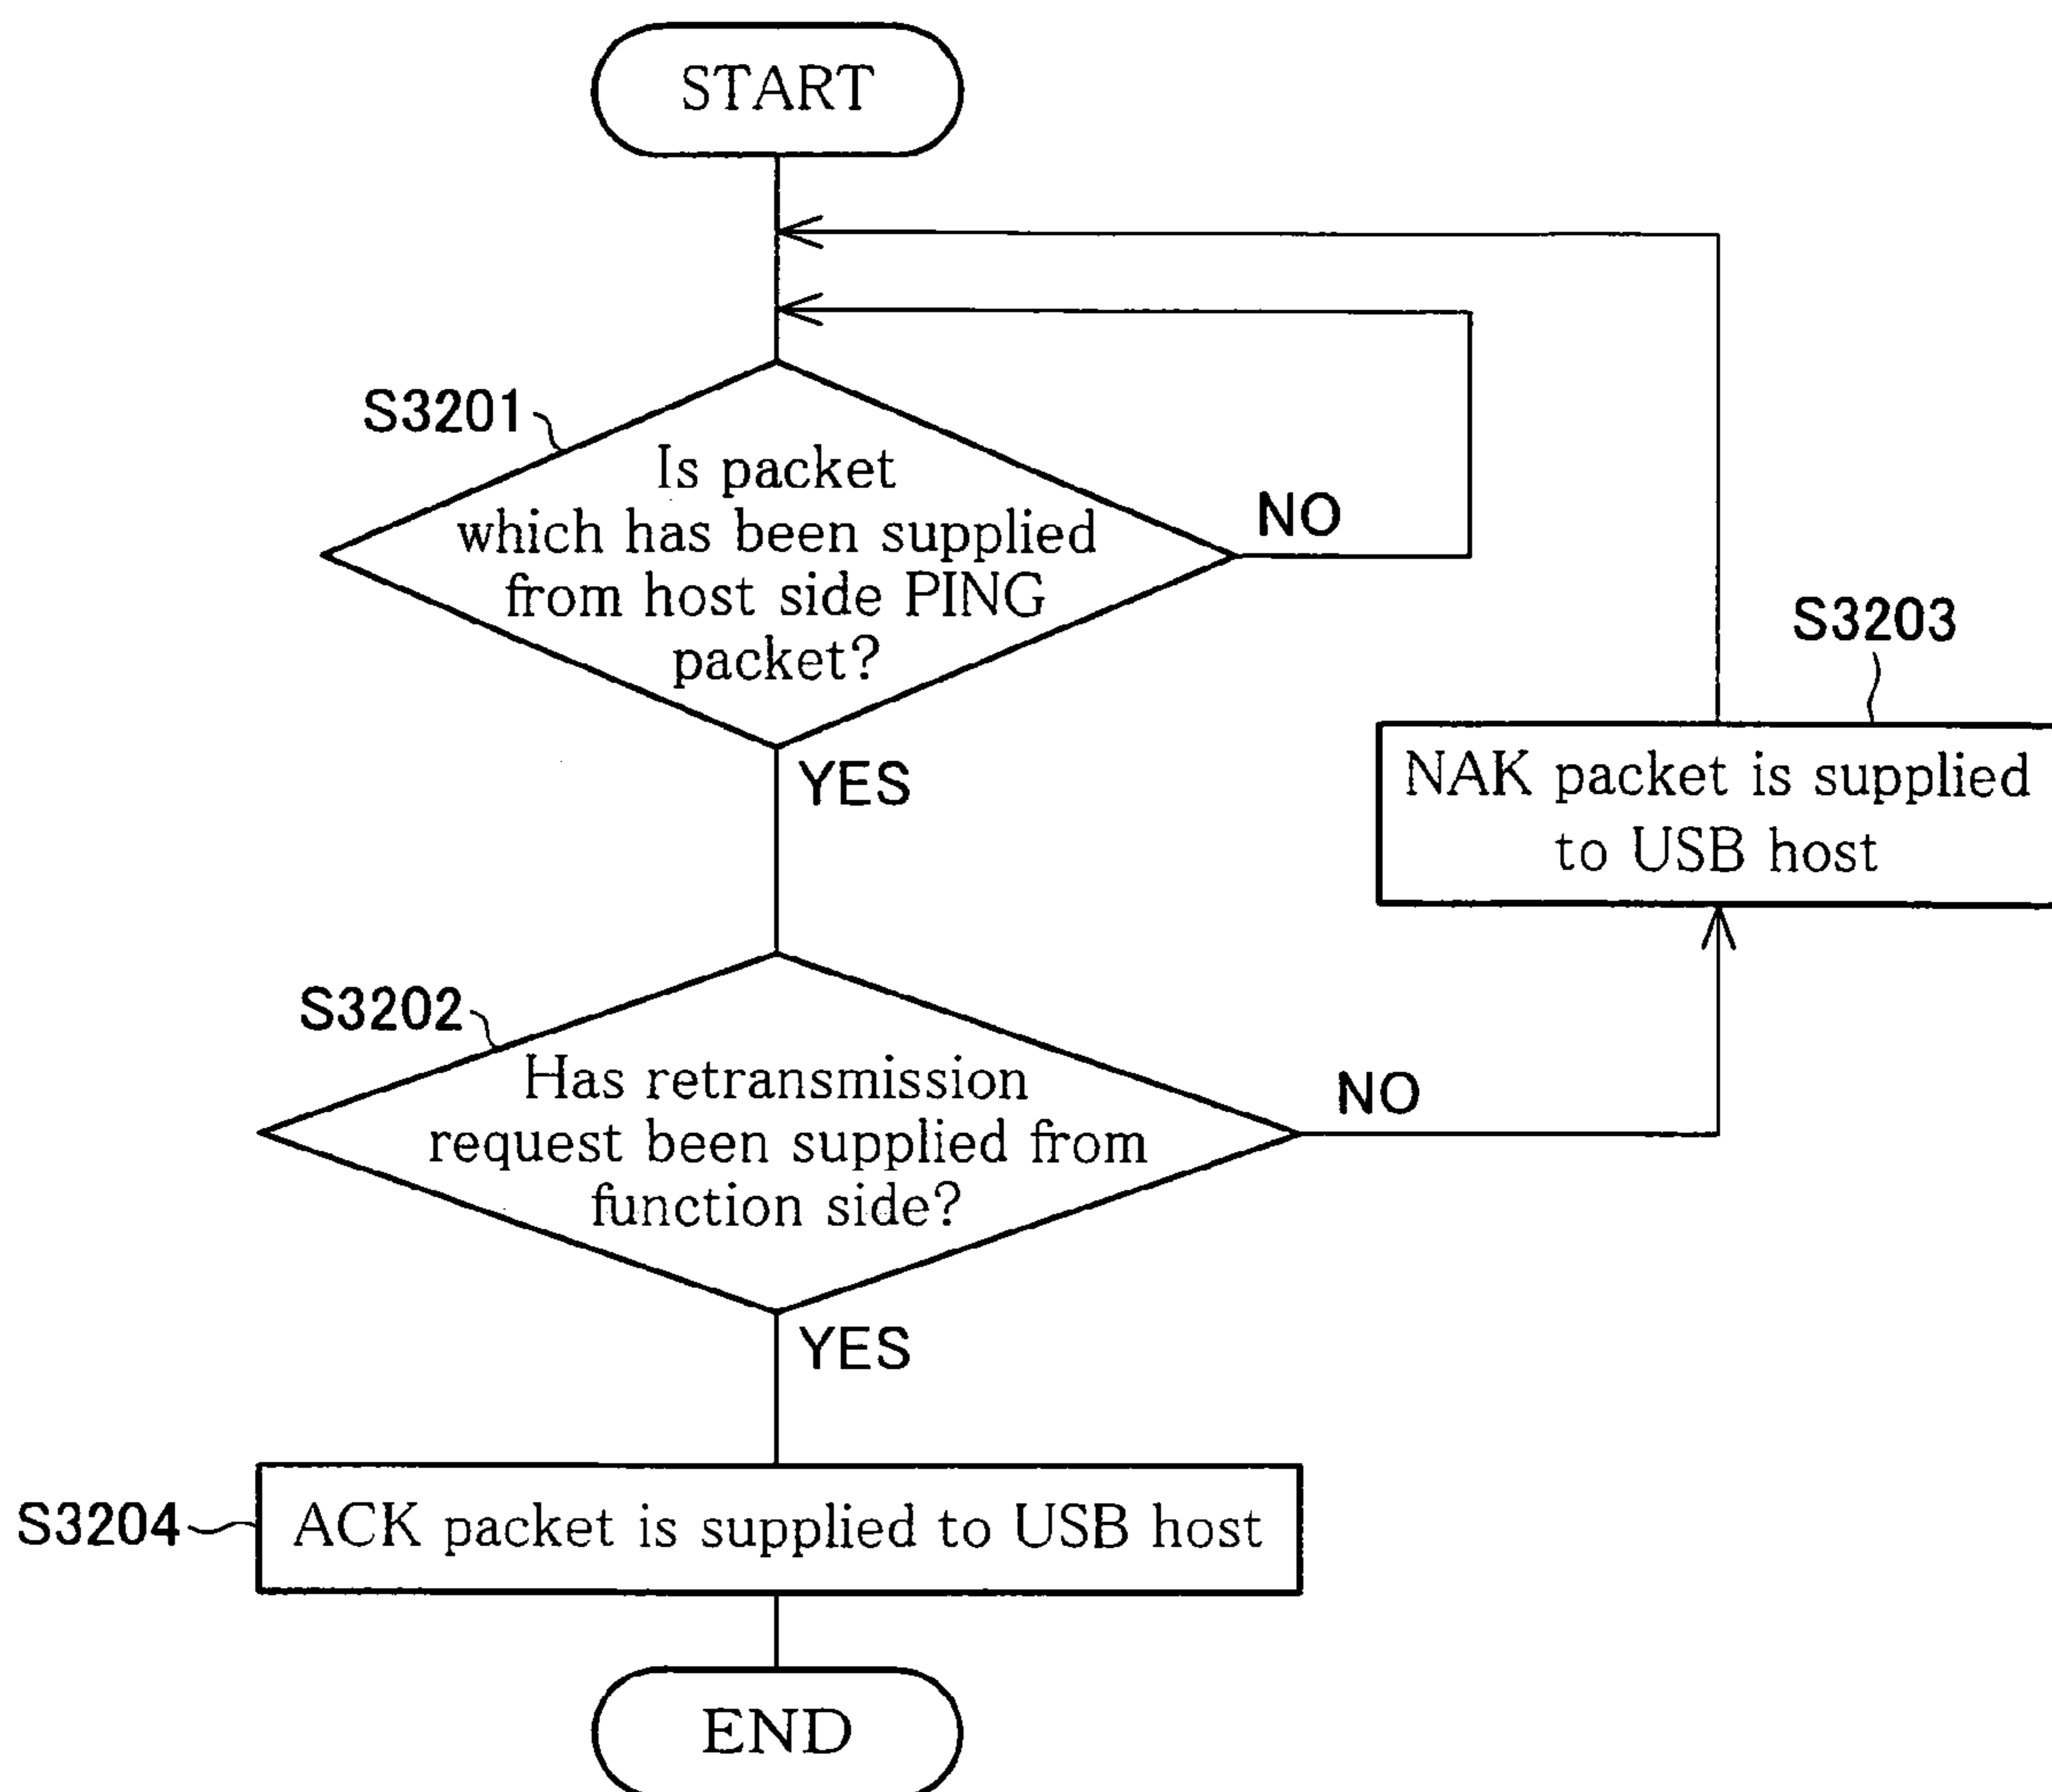 START
S3201
Is packet
which has been supplied
from host side PING
packet?
NO
YES
S3203
NAK packet is supplied
to USB host
S3202
Has retransmission
request been supplied from
function side?
NO
YES
S3204
ACK packet is supplied to USB host
END